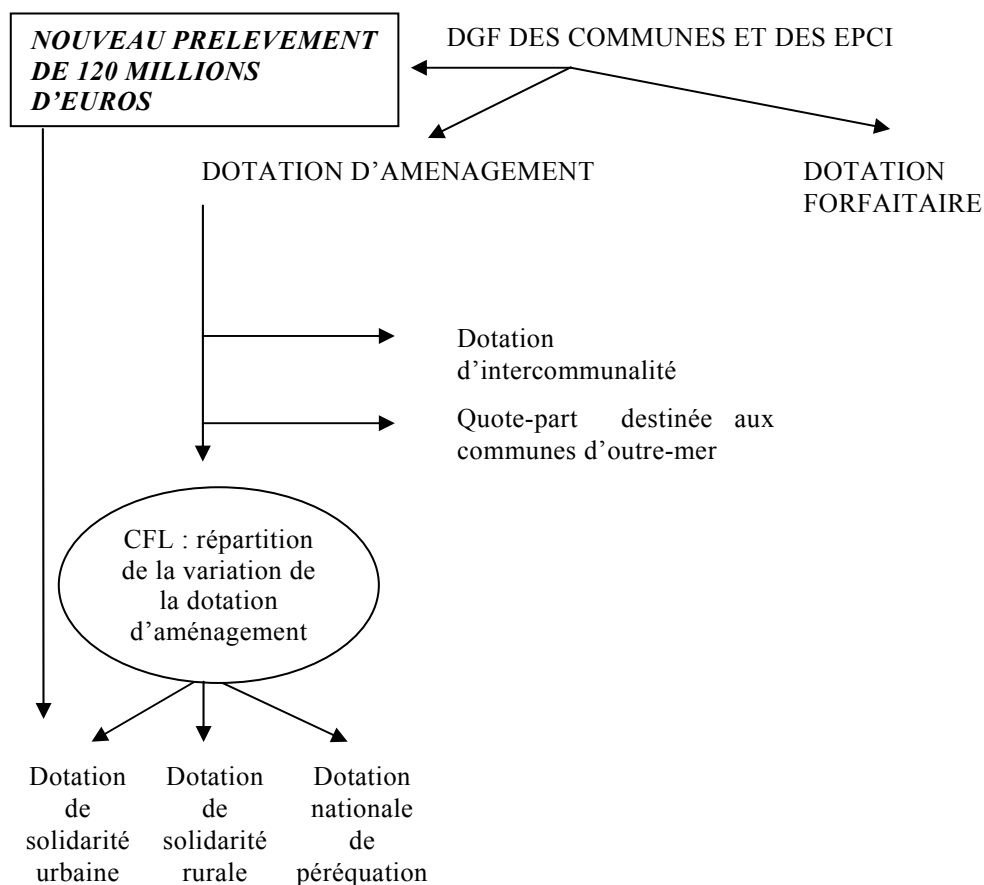 NOUVEAU PRELEVEMENT
DE 120 MILLIONS
D’EUROS
DGF DES COMMUNES ET DES EPCI
DOTATION D’AMENAGEMENT
DOTATION
FORFAITAIRE
Dotation
d’intercommunalité
Quote-part destinée aux
communes d’outre-mer
CFL : répartition
de la variation de
la dotation
d’aménagement
Dotation
de
solidarité
urbaine
Dotation
de
solidarité
rurale
Dotation
nationale
de
péréquation